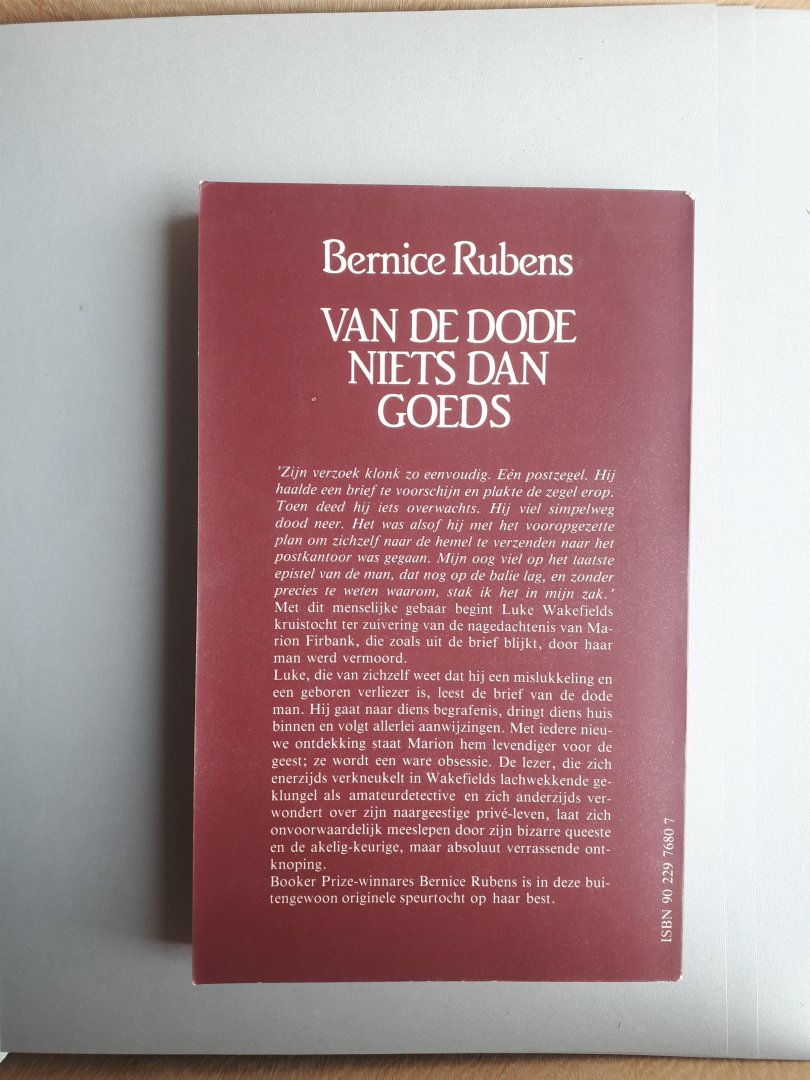 Bernice Rubens
VAN DE DODE
NIETS DAN
GOEDS
'Zijn verzoek klonk zo eenvoudig. Eén postzegel. Hij
haalde een brief te voorschijn en plakte de zegel erop.
Toen deed hij iets overwachts. Hij viel simpelweg
dood neer. Het was alsof hij met het vooropgezette
plan om zichzelf naar de hemel te verzenden naar het
postkantoor was gegaan. Mijn oog viel op het laatste
epistel van de man, dat nog op de balie lag, en zonder
precies te weten waarom, stak ik het in mijn zak.'
Met dit menselijke gebaar begint Luke Wakefields
kruistocht ter zuivering van de nagedachtenis van Ma-
rion Firbank, die zoals uit de brief blijkt, door haar
man werd vermoord.
Luke, die van zichzelf weet dat hij een mislukkeling en
een geboren verliezer is, leest de brief van de dode
man. Hij gaat naar diens begrafenis, dringt diens huis
binnen en volgt allerlei aanwijzingen. Met iedere nieu-
we ontdekking staat Marion hem levendiger voor de
geest; ze wordt een ware obsessie. De lezer, die zich
enerzijds verkneukelt in Wakefields lachwekkende ge-
klungel als amateurdetective en zich anderzijds ver-
wondert over zijn naargeestige privé-leven, laat zich
onvoorwaardelijk meeslepen door zijn bizarre queeste
en de akelig-keurige, maar absoluut verrassende ont-
knoping.
Booker Prize-winnares Bernice Rubens is in deze bui-
tengewoon originele speurtocht op haar best.
ISBN 90 229 7680 7